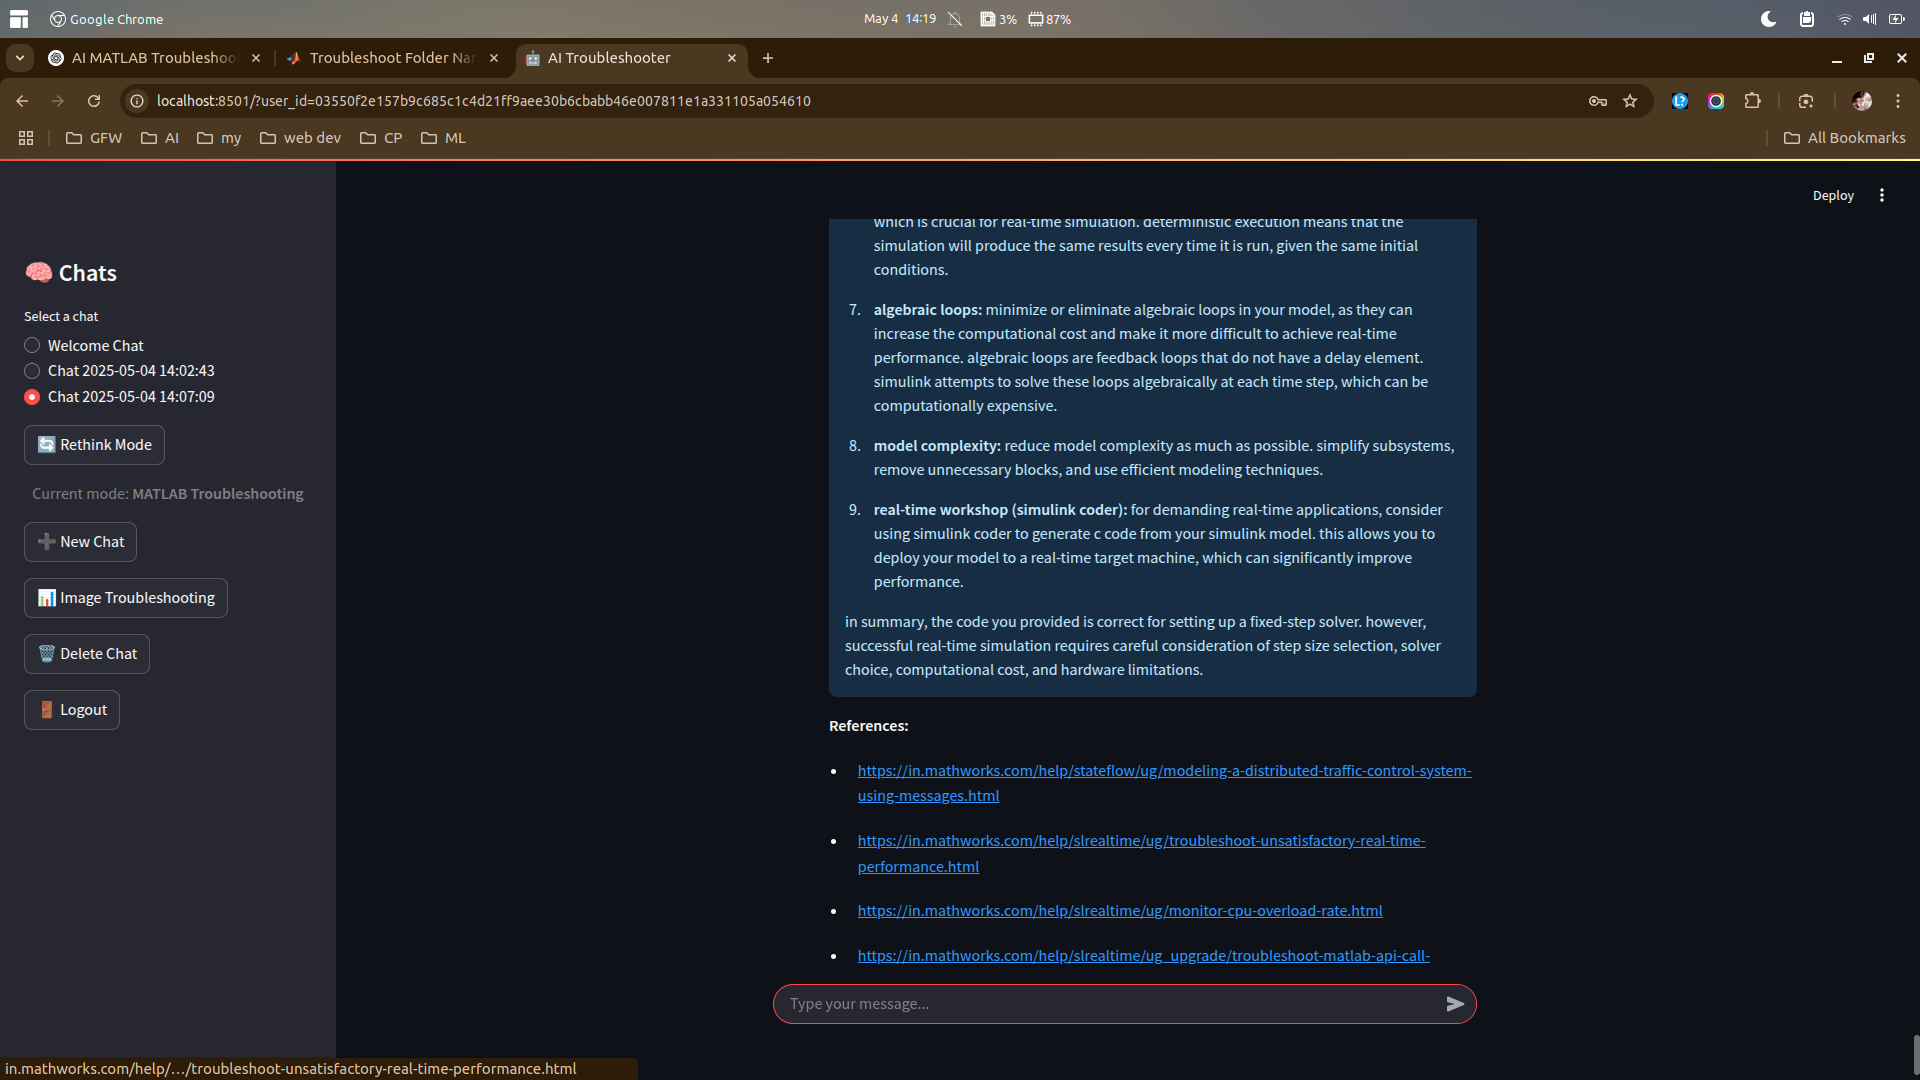 Google Chrome
May 4 14:19
3%
87%
AI MATLAB Troubleshoo
Troubleshoot Folder Nar
AI Troubleshooter
localhost:8501/?user_id=03550f2e157b9c685c1c4d21ff9aee30b6cbabb46e007811e1a331105a054610
GFW
AI
my
web dev
CP
ML
All Bookmarks
Deploy
🧠 Chats
Select a chat
Welcome Chat
Chat 2025-05-04 14:02:43
Chat 2025-05-04 14:07:09
🔄 Rethink Mode
Current mode: MATLAB Troubleshooting
➕ New Chat
📊 Image Troubleshooting
🗑️ Delete Chat
🚪 Logout
which is crucial for real-time simulation. deterministic execution means that the
simulation will produce the same results every time it is run, given the same initial
conditions.
7. algebraic loops: minimize or eliminate algebraic loops in your model, as they can
increase the computational cost and make it more difficult to achieve real-time
performance. algebraic loops are feedback loops that do not have a delay element.
simulink attempts to solve these loops algebraically at each time step, which can be
computationally expensive.
8. model complexity: reduce model complexity as much as possible. simplify subsystems,
remove unnecessary blocks, and use efficient modeling techniques.
9. real-time workshop (simulink coder): for demanding real-time applications, consider
using simulink coder to generate c code from your simulink model. this allows you to
deploy your model to a real-time target machine, which can significantly improve
performance.
in summary, the code you provided is correct for setting up a fixed-step solver. however,
successful real-time simulation requires careful consideration of step size selection, solver
choice, computational cost, and hardware limitations.
References:
• https://in.mathworks.com/help/stateflow/ug/modeling-a-distributed-traffic-control-system-
using-messages.html
• https://in.mathworks.com/help/slrealtime/ug/troubleshoot-unsatisfactory-real-time-
performance.html
• https://in.mathworks.com/help/slrealtime/ug/monitor-cpu-overload-rate.html
• https://in.mathworks.com/help/slrealtime/ug_upgrade/troubleshoot-matlab-api-call-
Type your message...
in.mathworks.com/help/…/troubleshoot-unsatisfactory-real-time-performance.html